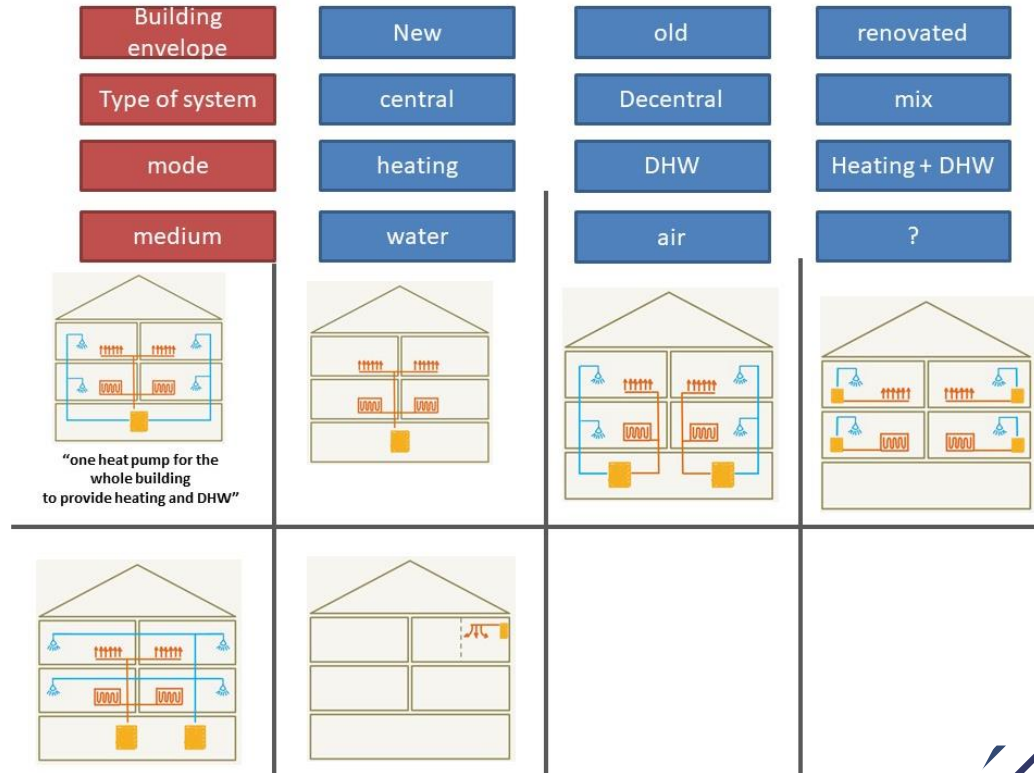 Building
envelope
New
old
renovated
Type of system
central
Decentral
mix
mode
heating
DHW
Heating + DHW
medium
water
air
?
“one heat pump for the
whole building
to provide heating and DHW”